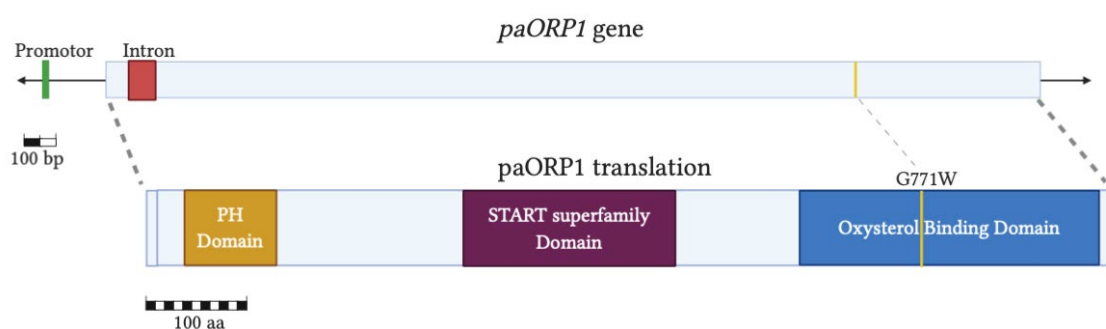 paORP1 gene
Promotor
Intron
100 bp
paORP1 translation
G771W
PH
Domain
START superfamily
Domain
Oxysterol Binding Domain
100 aa